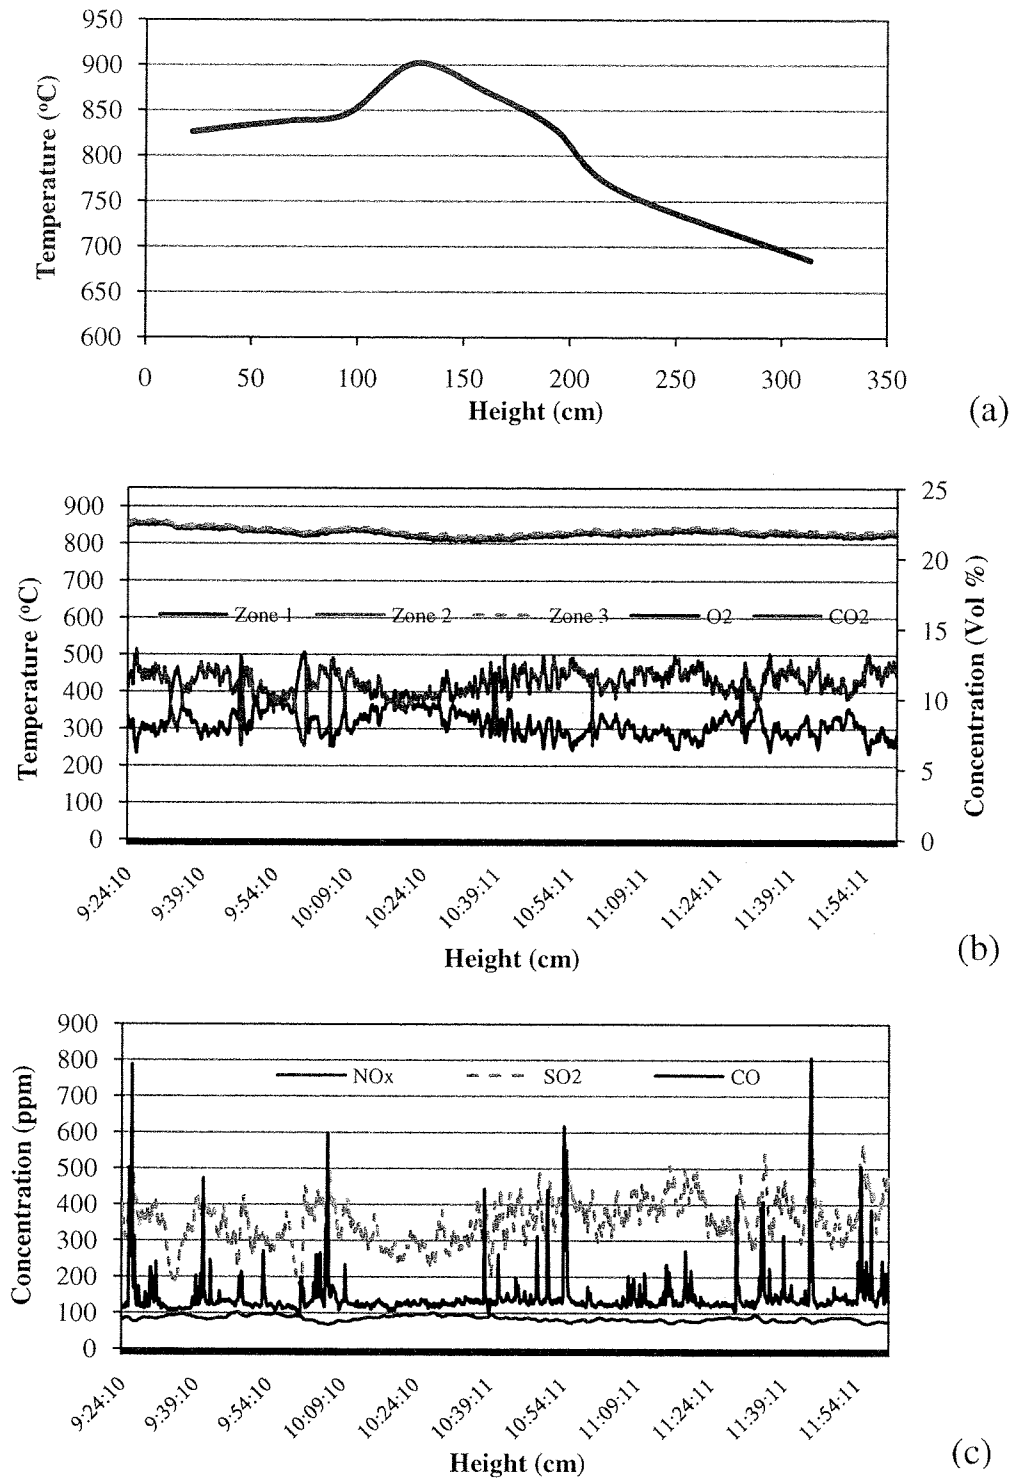 950
900
850
800
750
700
650
600
Temperature (ºC)
0 50 100 150 200 250 300 350
Height (cm)
(a)
900
800
700
600
500
400
300
200
100
0
Temperature (ºC)
Zone 1 Zone 2 Zone 3 O2 CO2
25
20
15
10
5
0
Concentration (Vol %)
9:24:10 9:39:10 9:54:10 10:09:10 10:24:10 10:39:11 10:54:11 11:09:11 11:24:11 11:39:11 11:54:11
Height (cm)
(b)
900
800
700
600
500
400
300
200
100
0
Concentration (ppm)
NOx SO2 CO
9:24:10 9:39:10 9:54:10 10:09:10 10:24:10 10:39:11 10:54:11 11:09:11 11:24:11 11:39:11 11:54:11
Height (cm)
(c)